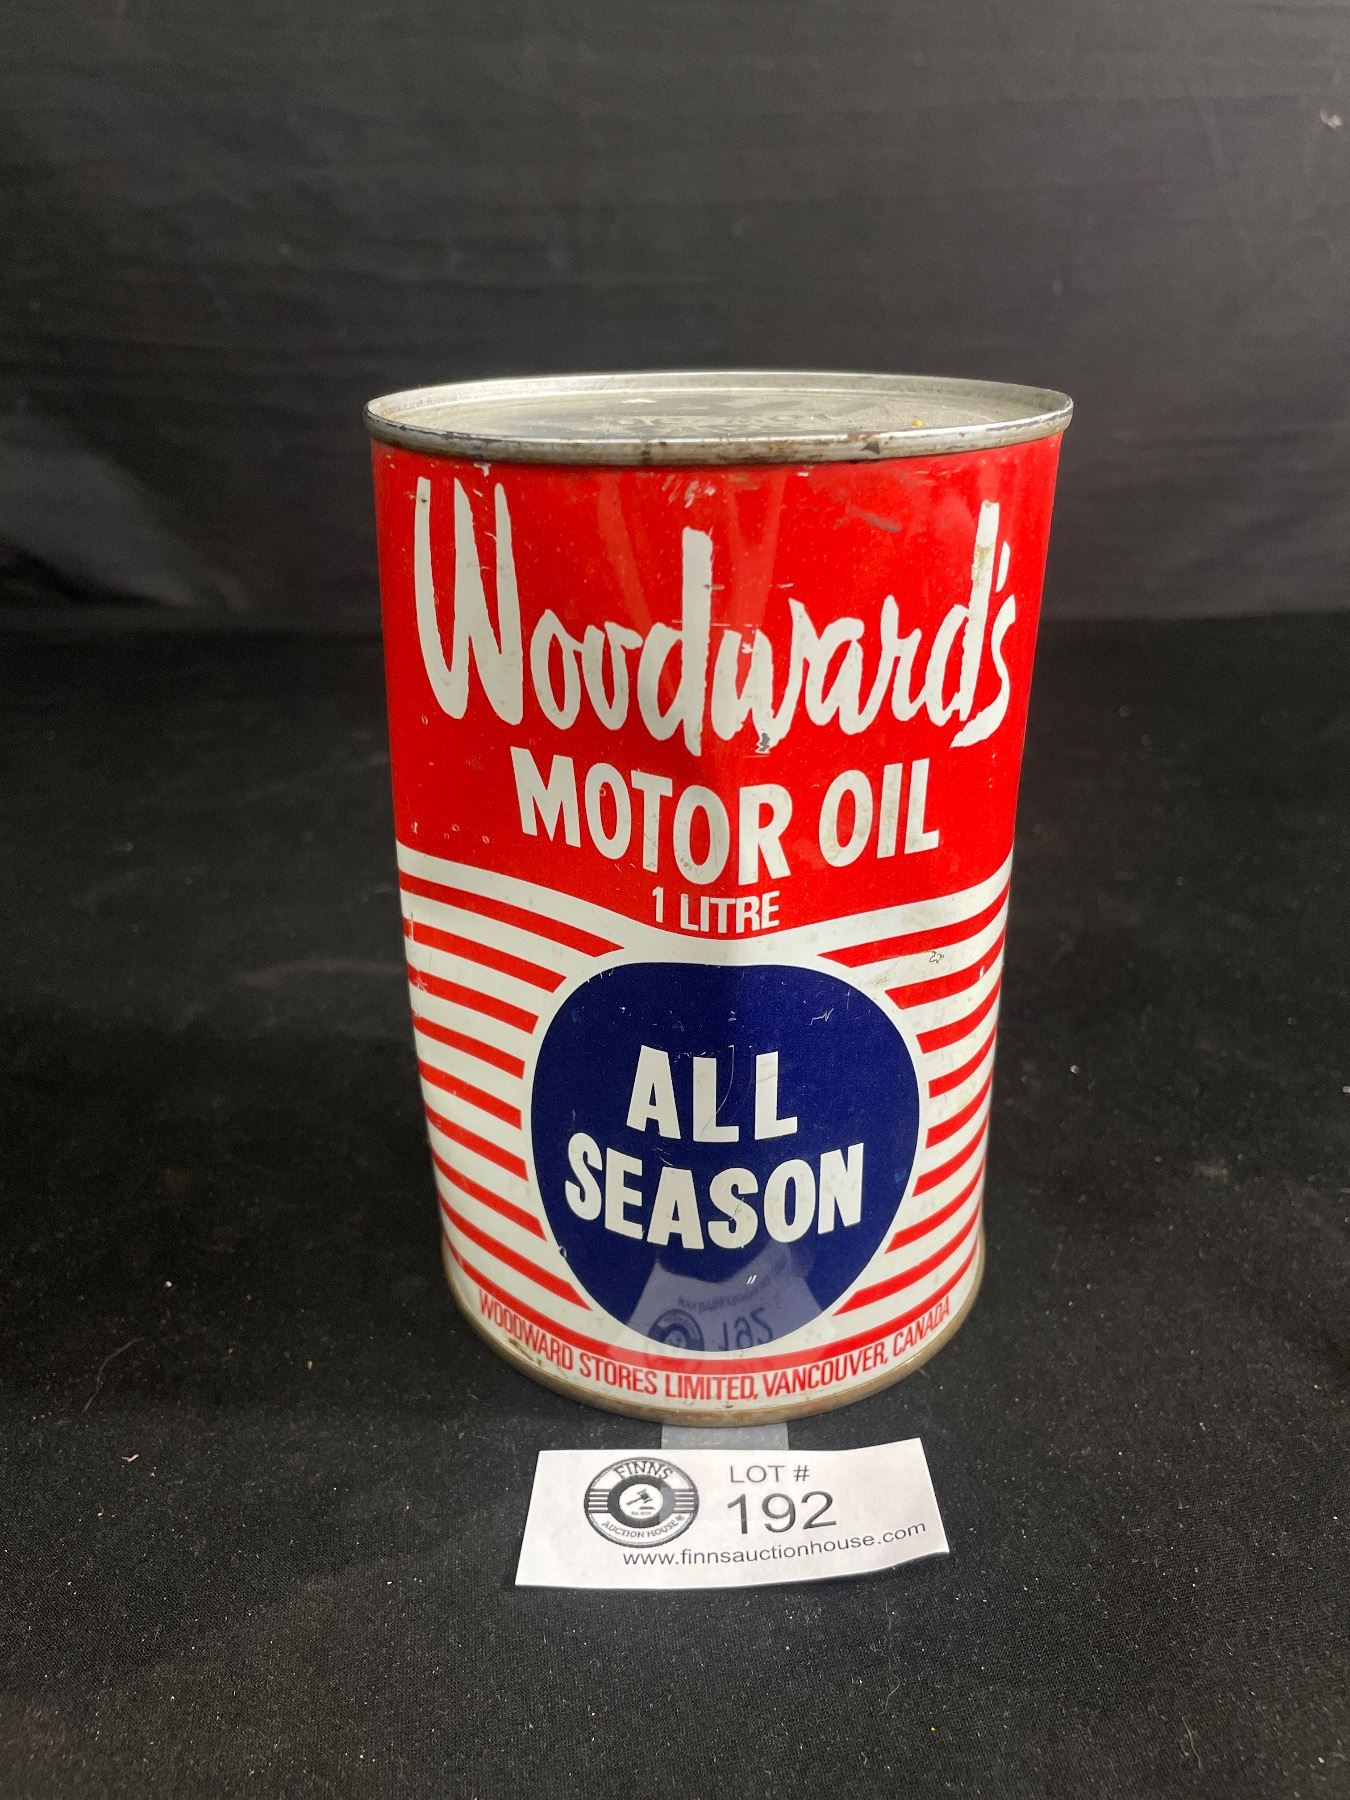 Woodward's
MOTOR OIL
1 LITRE
ALL
SEASON
WOODWARD STORES LIMITED, VANCOUVER, CANADA
FINNS
AUCTION HOUSE
LOT #
192
www.finnsauctionhouse.com